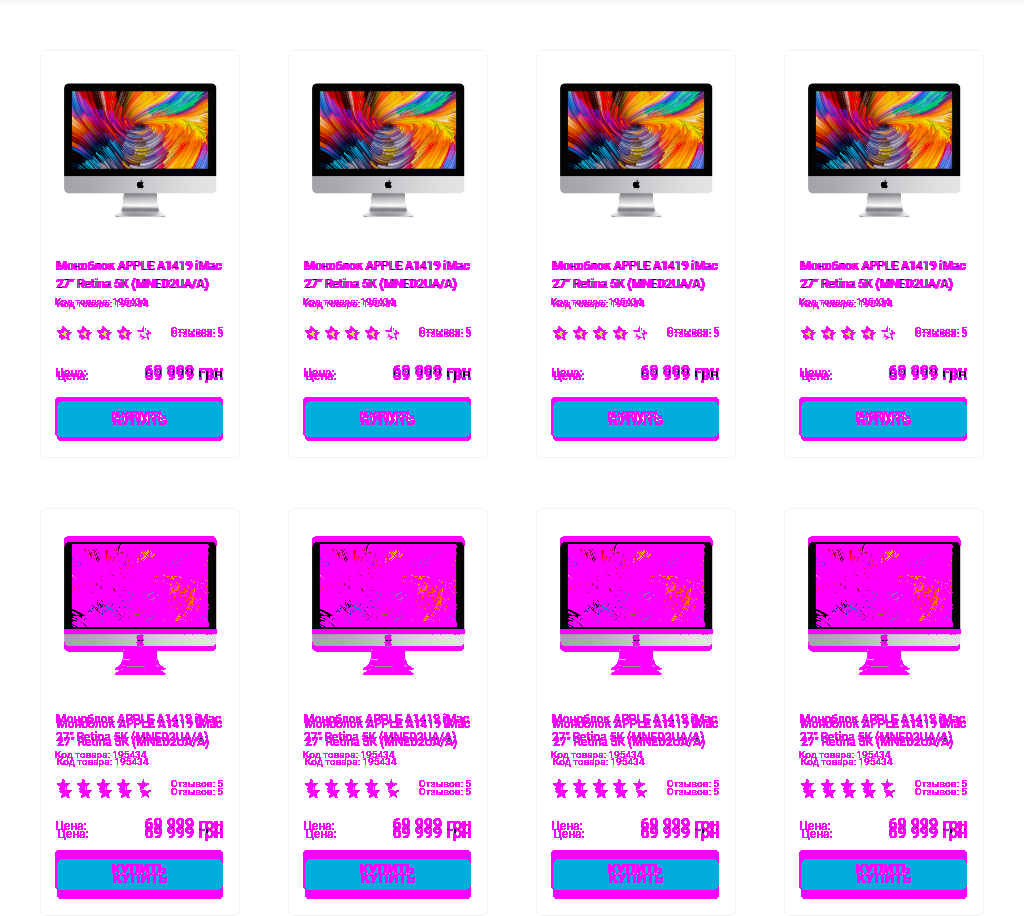 Моноблок APPLE A1419 iMac
27" Retina 5K (MNED2UA/A)
Код товара: 195434
Отзывов: 5
Цена: 69 999 грн
КУПИТЬ
Моноблок APPLE A1419 iMac
27" Retina 5K (MNED2UA/A)
Код товара: 195434
Отзывов: 5
Цена: 69 999 грн
КУПИТЬ
Моноблок APPLE A1419 iMac
27" Retina 5K (MNED2UA/A)
Код товара: 195434
Отзывов: 5
Цена: 69 999 грн
КУПИТЬ
Моноблок APPLE A1419 iMac
27" Retina 5K (MNED2UA/A)
Код товара: 195434
Отзывов: 5
Цена: 69 999 грн
КУПИТЬ
Моноблок APPLE A1419 iMac
27" Retina 5K (MNED2UA/A)
Код товара: 195434
Отзывов: 5
Цена: 69 999 грн
КУПИТЬ
Моноблок APPLE A1419 iMac
27" Retina 5K (MNED2UA/A)
Код товара: 195434
Отзывов: 5
Цена: 69 999 грн
КУПИТЬ
Моноблок APPLE A1419 iMac
27" Retina 5K (MNED2UA/A)
Код товара: 195434
Отзывов: 5
Цена: 69 999 грн
КУПИТЬ
Моноблок APPLE A1419 iMac
27" Retina 5K (MNED2UA/A)
Код товара: 195434
Отзывов: 5
Цена: 69 999 грн
КУПИТЬ